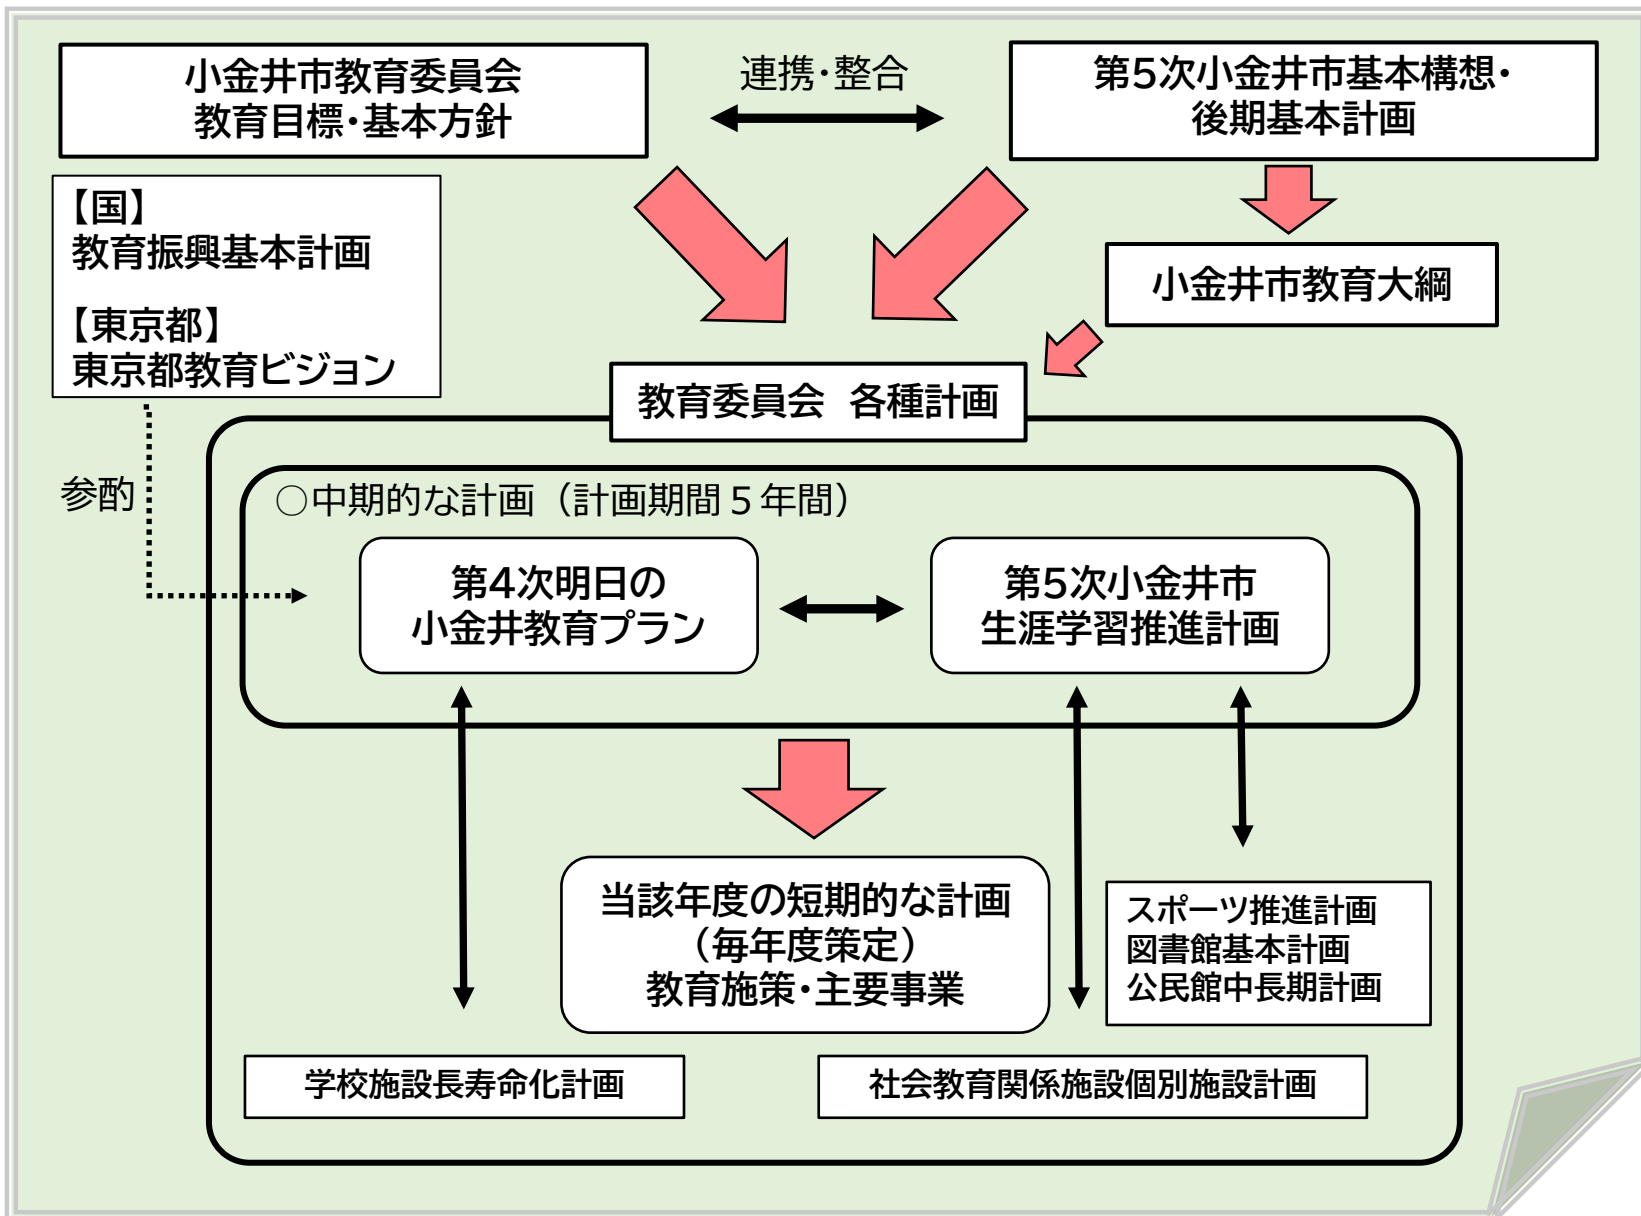 小金井市教育委員会
教育目標・基本方針
連携・整合
第5次小金井市基本構想・
後期基本計画
【国】
教育振興基本計画
【東京都】
東京都教育ビジョン
小金井市教育大綱
教育委員会　各種計画
参酌
○中期的な計画（計画期間５年間）
第4次明日の
小金井教育プラン
第5次小金井市
生涯学習推進計画
当該年度の短期的な計画
（毎年度策定）
教育施策・主要事業
スポーツ推進計画
図書館基本計画
公民館中長期計画
学校施設長寿命化計画
社会教育関係施設個別施設計画